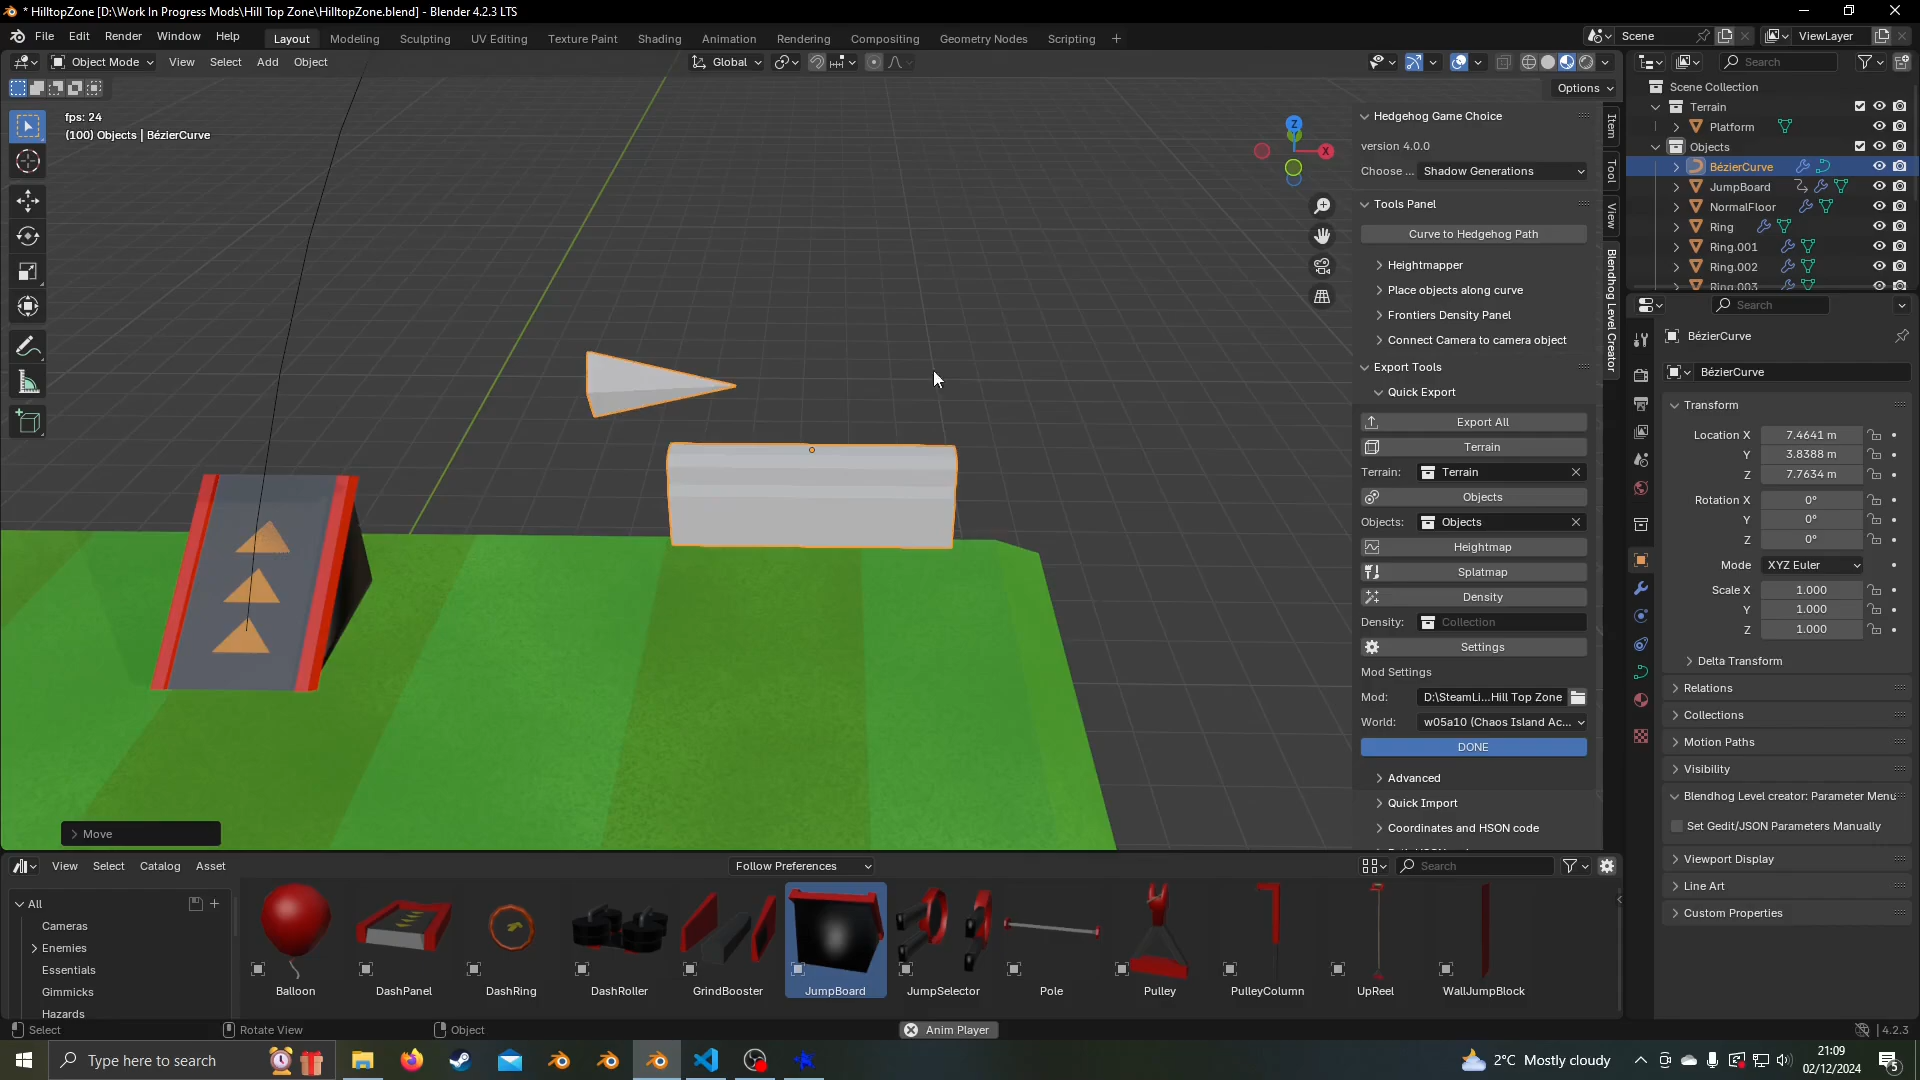 * HilltopZone [D:\Work In Progress Mods\Hill Top Zone\HilltopZone.blend] - Blender 4.2.3 LTS
File Edit Render Window Help
Layout Modeling Sculpting UV Editing Texture Paint Shading Animation Rendering Compositing Geometry Nodes Scripting +
Scene
ViewLayer
Object Mode View Select Add Object
Global
Options
fps: 24
(100) Objects | BézierCurve
Z
X
Item
Tool
View
Blendhog Level Creator
Hedgehog Game Choice
version 4.0.0
Choose ... Shadow Generations
Tools Panel
Curve to Hedgehog Path
Heightmapper
Place objects along curve
Frontiers Density Panel
Connect Camera to camera object
Export Tools
Quick Export
Export All
Terrain
Terrain: Terrain
Objects
Objects: Objects
Heightmap
Splatmap
Density
Density: Collection
Settings
Mod Settings
Mod: D:\SteamLi...Hill Top Zone
World: w05a10 (Chaos Island Ac...
DONE
Advanced
Quick Import
Coordinates and HSON code
Search
Scene Collection
Terrain
Platform
Objects
BézierCurve
JumpBoard
NormalFloor
Ring
Ring.001
Ring.002
Ring.003
Search
BézierCurve
BézierCurve
Transform
Location X 7.4641 m
Y 3.8388 m
Z 7.7634 m
Rotation X 0°
Y 0°
Z 0°
Mode XYZ Euler
Scale X 1.000
Y 1.000
Z 1.000
Delta Transform
Relations
Collections
Motion Paths
Visibility
Blendhog Level creator: Parameter Menu
Set Gedit/JSON Parameters Manually
Viewport Display
Line Art
Custom Properties
Move
View Select Catalog Asset
Follow Preferences
Search
All
Cameras
Enemies
Essentials
Gimmicks
Hazards
Balloon DashPanel DashRing DashRoller GrindBooster JumpBoard JumpSelector Pole Pulley PulleyColumn UpReel WallJumpBlock
Select Rotate View Object
Anim Player
4.2.3
Type here to search
2°C Mostly cloudy
21:09
02/12/2024
5